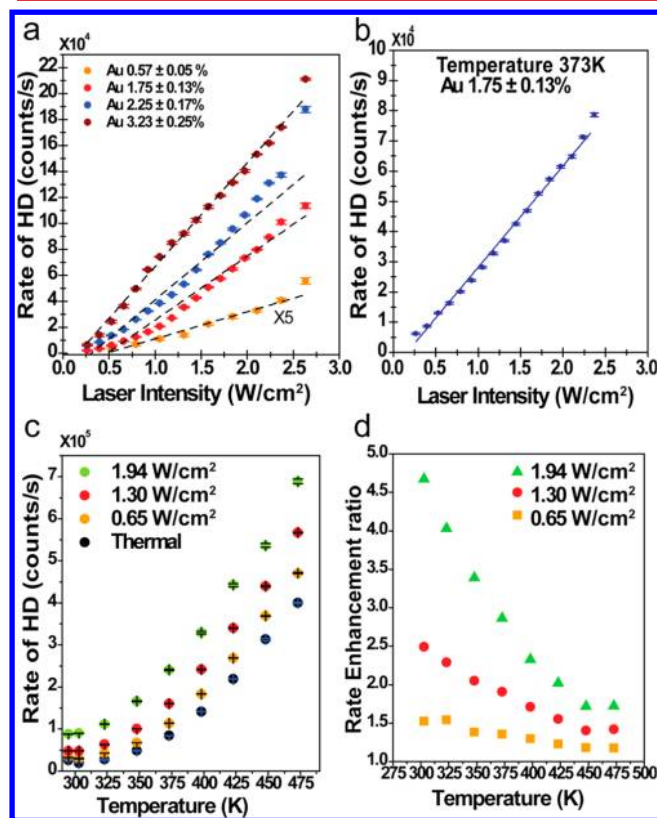 a
X10⁴
Rate of HD (counts/s)
22
20
18
16
14
12
10
8
6
4
2
0
Au 0.57 ± 0.05 %
Au 1.75 ± 0.13%
Au 2.25 ± 0.17%
Au 3.23 ± 0.25%
X5
0.0 0.5 1.0 1.5 2.0 2.5 3.0
Laser Intensity (W/cm²)
b
X10⁴
Rate of HD (counts/s)
10
9
8
7
6
5
4
3
2
1
0
Temperature 373K
Au 1.75 ± 0.13%
0.0 0.5 1.0 1.5 2.0 2.5 3.0
Laser Intensity (W/cm²)
c
X10⁵
Rate of HD (counts/s)
7
6
5
4
3
2
1
0
1.94 W/cm²
1.30 W/cm²
0.65 W/cm²
Thermal
300 325 350 375 400 425 450 475
Temperature (K)
d
Rate Enhancement ratio
5.0
4.5
4.0
3.5
3.0
2.5
2.0
1.5
1.0
1.94 W/cm²
1.30 W/cm²
0.65 W/cm²
275 300 325 350 375 400 425 450 475 500
Temperature (K)